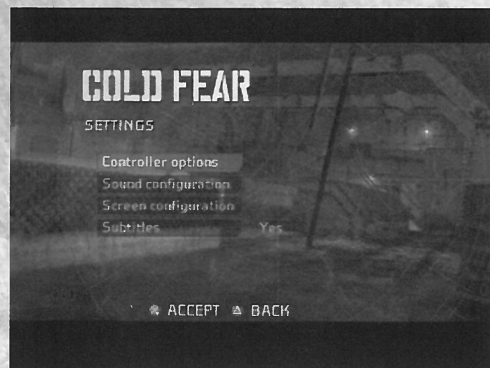 COLD FEAR
SETTINGS
Controller options
Sound configuration
Screen configuration
Subtitles Yes
ACCEPT BACK